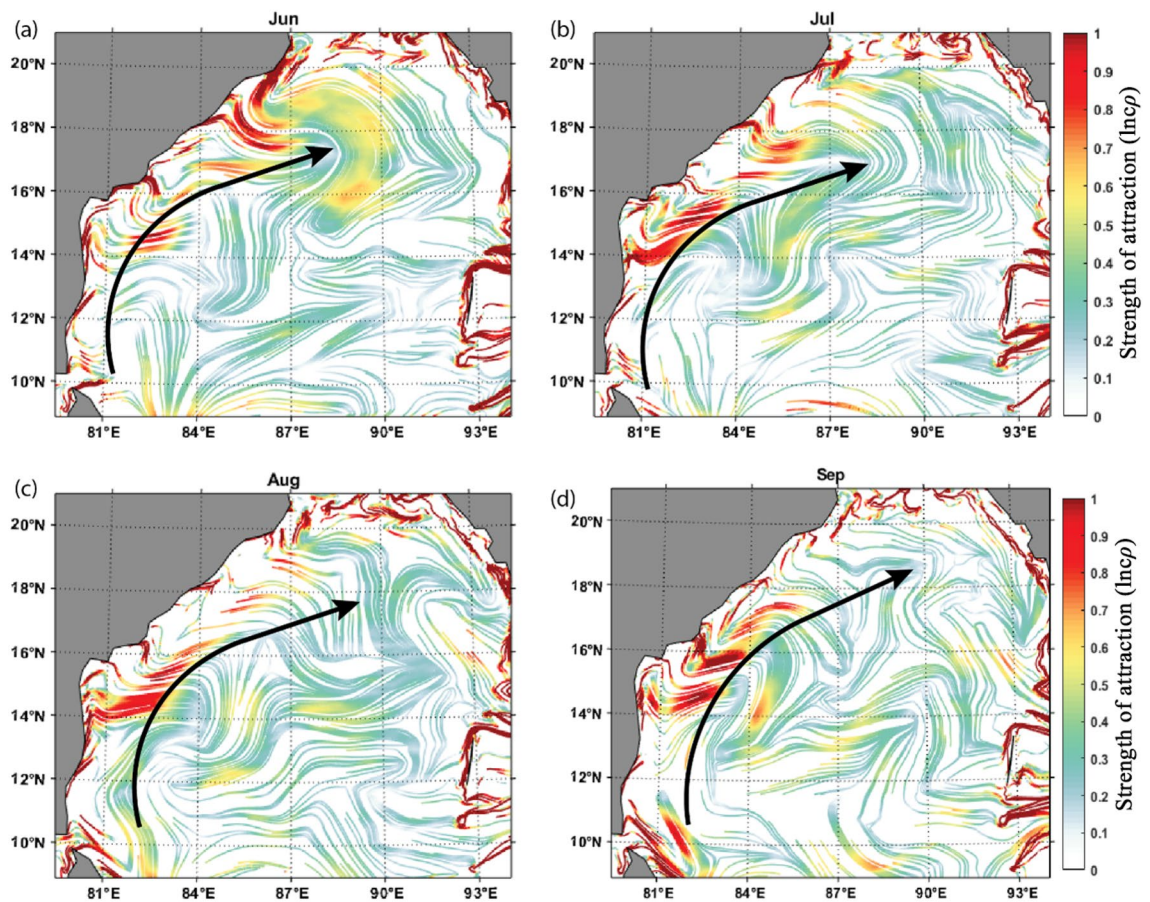 (a)
Jun
20°N
18°N
16°N
14°N
12°N
10°N
81°E 84°E 87°E 90°E 93°E
(b)
Jul
20°N
18°N
16°N
14°N
12°N
10°N
81°E 84°E 87°E 90°E 93°E
1
0.9
0.8
0.7
0.6
0.5
0.4
0.3
0.2
0.1
0
Strength of attraction (lncρ)
(c)
Aug
20°N
18°N
16°N
14°N
12°N
10°N
81°E 84°E 87°E 90°E 93°E
(d)
Sep
20°N
18°N
16°N
14°N
12°N
10°N
81°E 84°E 87°E 90°E 93°E
1
0.9
0.8
0.7
0.6
0.5
0.4
0.3
0.2
0.1
0
Strength of attraction (lncρ)